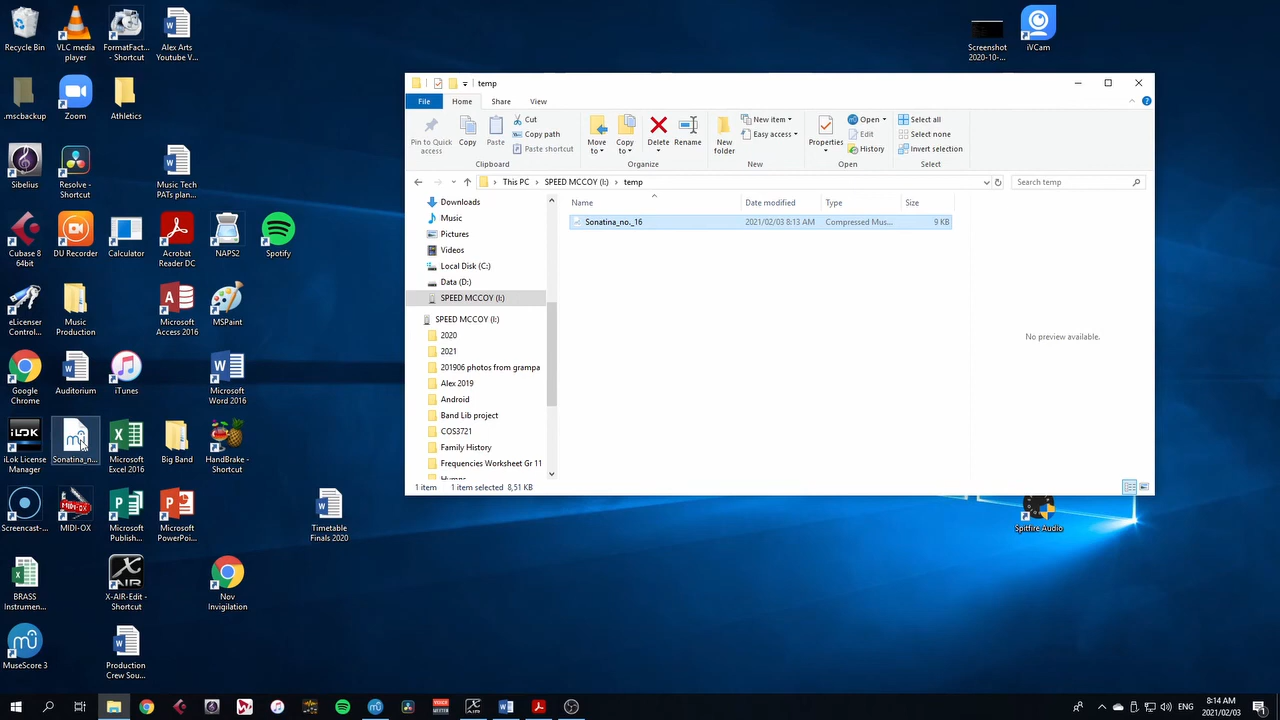 Recycle Bin
VLC media
player
FormatFact...
- Shortcut
Alex Arts
Youtube V...
Screenshot
2020-10-...
iVCam
.mscbackup
Zoom
Athletics
Sibelius
Resolve -
Shortcut
Music Tech
PATs plan...
Cubase 8
64bit
DU Recorder
Calculator
Acrobat
Reader DC
NAPS2
Spotify
eLicenser
Control...
Music
Production
Microsoft
Access 2016
MSPaint
Google
Chrome
Auditorium
iTunes
Microsoft
Word 2016
iLOK
iLok License
Manager
Sonatina_n...
Microsoft
Excel 2016
Big Band
HandBrake -
Shortcut
Screencast-...
MIDI-OX
Microsoft
Publish...
Microsoft
PowerPoi...
Timetable
Finals 2020
Spitfire Audio
BRASS
Instrumen...
X-AIR-Edit -
Shortcut
Nov
Invigilation
MuseScore 3
Production
Crew Sou...
temp
File
Home
Share
View
Pin to Quick
access
Copy
Paste
Cut
Copy path
Paste shortcut
Clipboard
Move
to
Copy
to
Delete
Rename
Organize
New
folder
New item
Easy access
New
Properties
Open
Edit
History
Open
Select all
Select none
Invert selection
Select
This PC
SPEED MCCOY (I:)
temp
Search temp
Name
Date modified
Type
Size
Sonatina_no._16
2021/02/03 8:13 AM
Compressed Mus...
9 KB
Downloads
Music
Pictures
Videos
Local Disk (C:)
Data (D:)
SPEED MCCOY (I:)
SPEED MCCOY (I:)
2020
2021
201906 photos from grampa
Alex 2019
Android
Band Lib project
COS3721
Family History
Frequencies Worksheet Gr 11
Hymns
No preview available.
1 item
1 item selected 8,51 KB
ENG
8:14 AM
2021/02/03